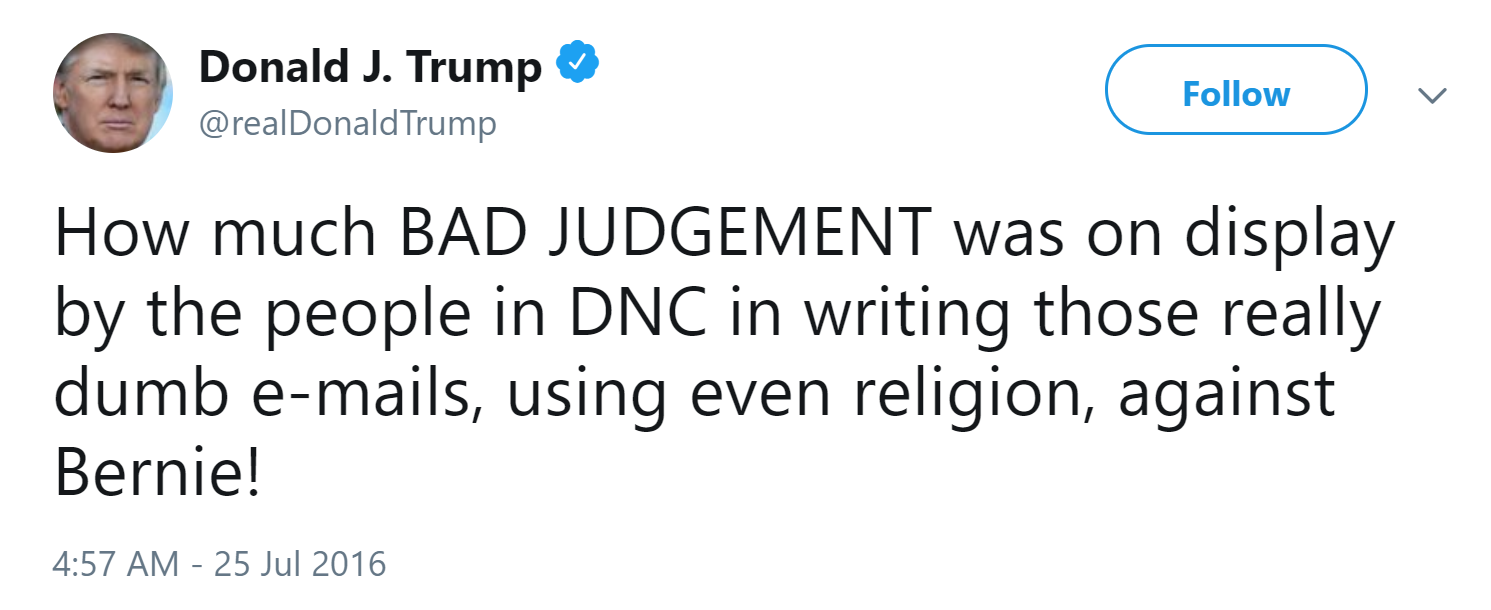 Donald J. Trump
@realDonaldTrump
Follow
How much BAD JUDGEMENT was on display
by the people in DNC in writing those really
dumb e-mails, using even religion, against
Bernie!
4:57 AM - 25 Jul 2016